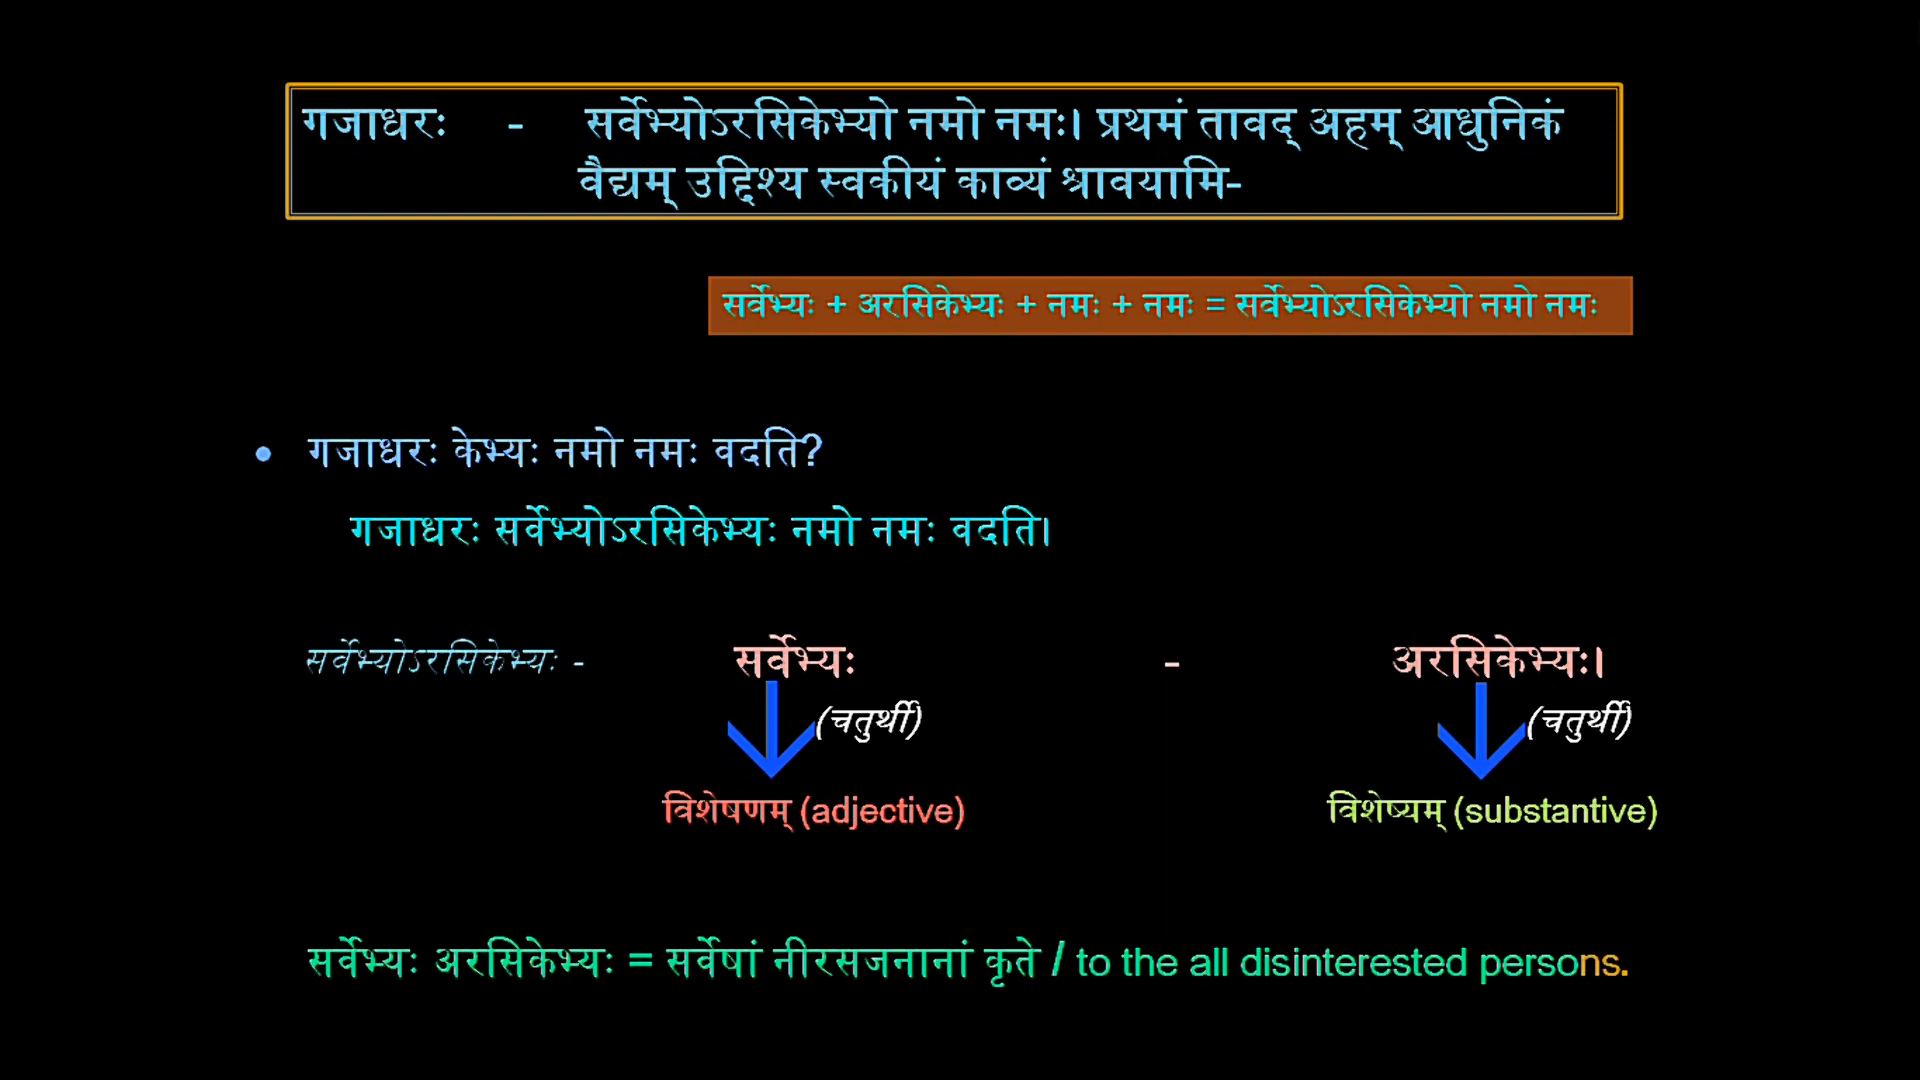 गजाधरः - सर्वेभ्योऽरसिकेभ्यो नमो नमः। प्रथमं तावद् अहम् आधुनिकं
वैद्यम् उद्दिश्य स्वकीयं काव्यं श्रावयामि-
सर्वेभ्यः + अरसिकेभ्यः + नमः + नमः = सर्वेभ्योऽरसिकेभ्यो नमो नमः
• गजाधरः केभ्यः नमो नमः वदति?
गजाधरः सर्वेभ्योऽरसिकेभ्यः नमो नमः वदति।
सर्वेभ्योऽरसिकेभ्यः - सर्वेभ्यः - अरसिकेभ्यः।
(चतुर्थी) (चतुर्थी)
विशेषणम् (adjective) विशेष्यम् (substantive)
सर्वेभ्यः अरसिकेभ्यः = सर्वेषां नीरसजनानां कृते / to the all disinterested persons.